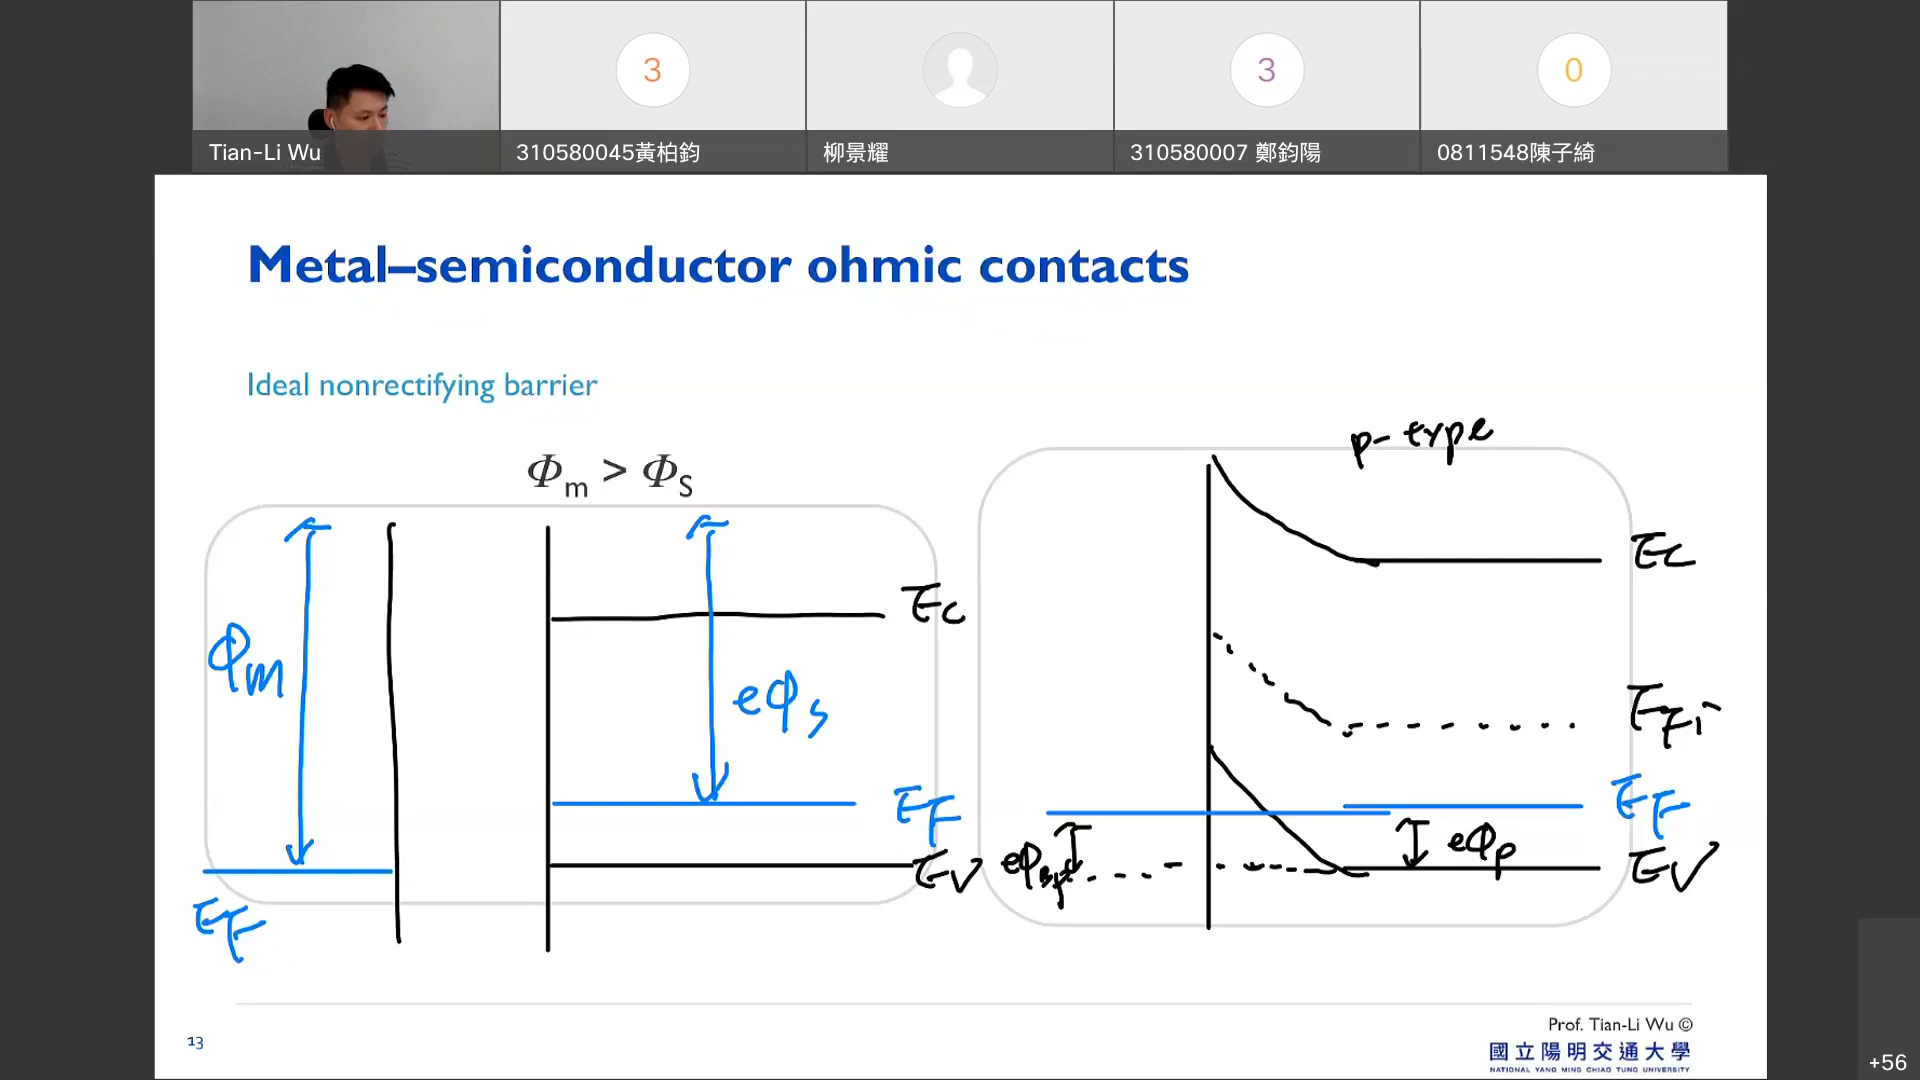 3
3
0
Tian-Li Wu
310580045黃柏鈞
柳景耀
310580007 鄭鈞陽
0811548陳子綺
Metal–semiconductor ohmic contacts
Ideal nonrectifying barrier
Φm > ΦS
p-type
Φm
eΦs
EC
EF
EV
EF
EC
EFi
EF
eΦBp
eΦp
EV
13
Prof. Tian-Li Wu ©
國立陽明交通大學
NATIONAL YANG MING CHIAO TUNG UNIVERSITY
+56